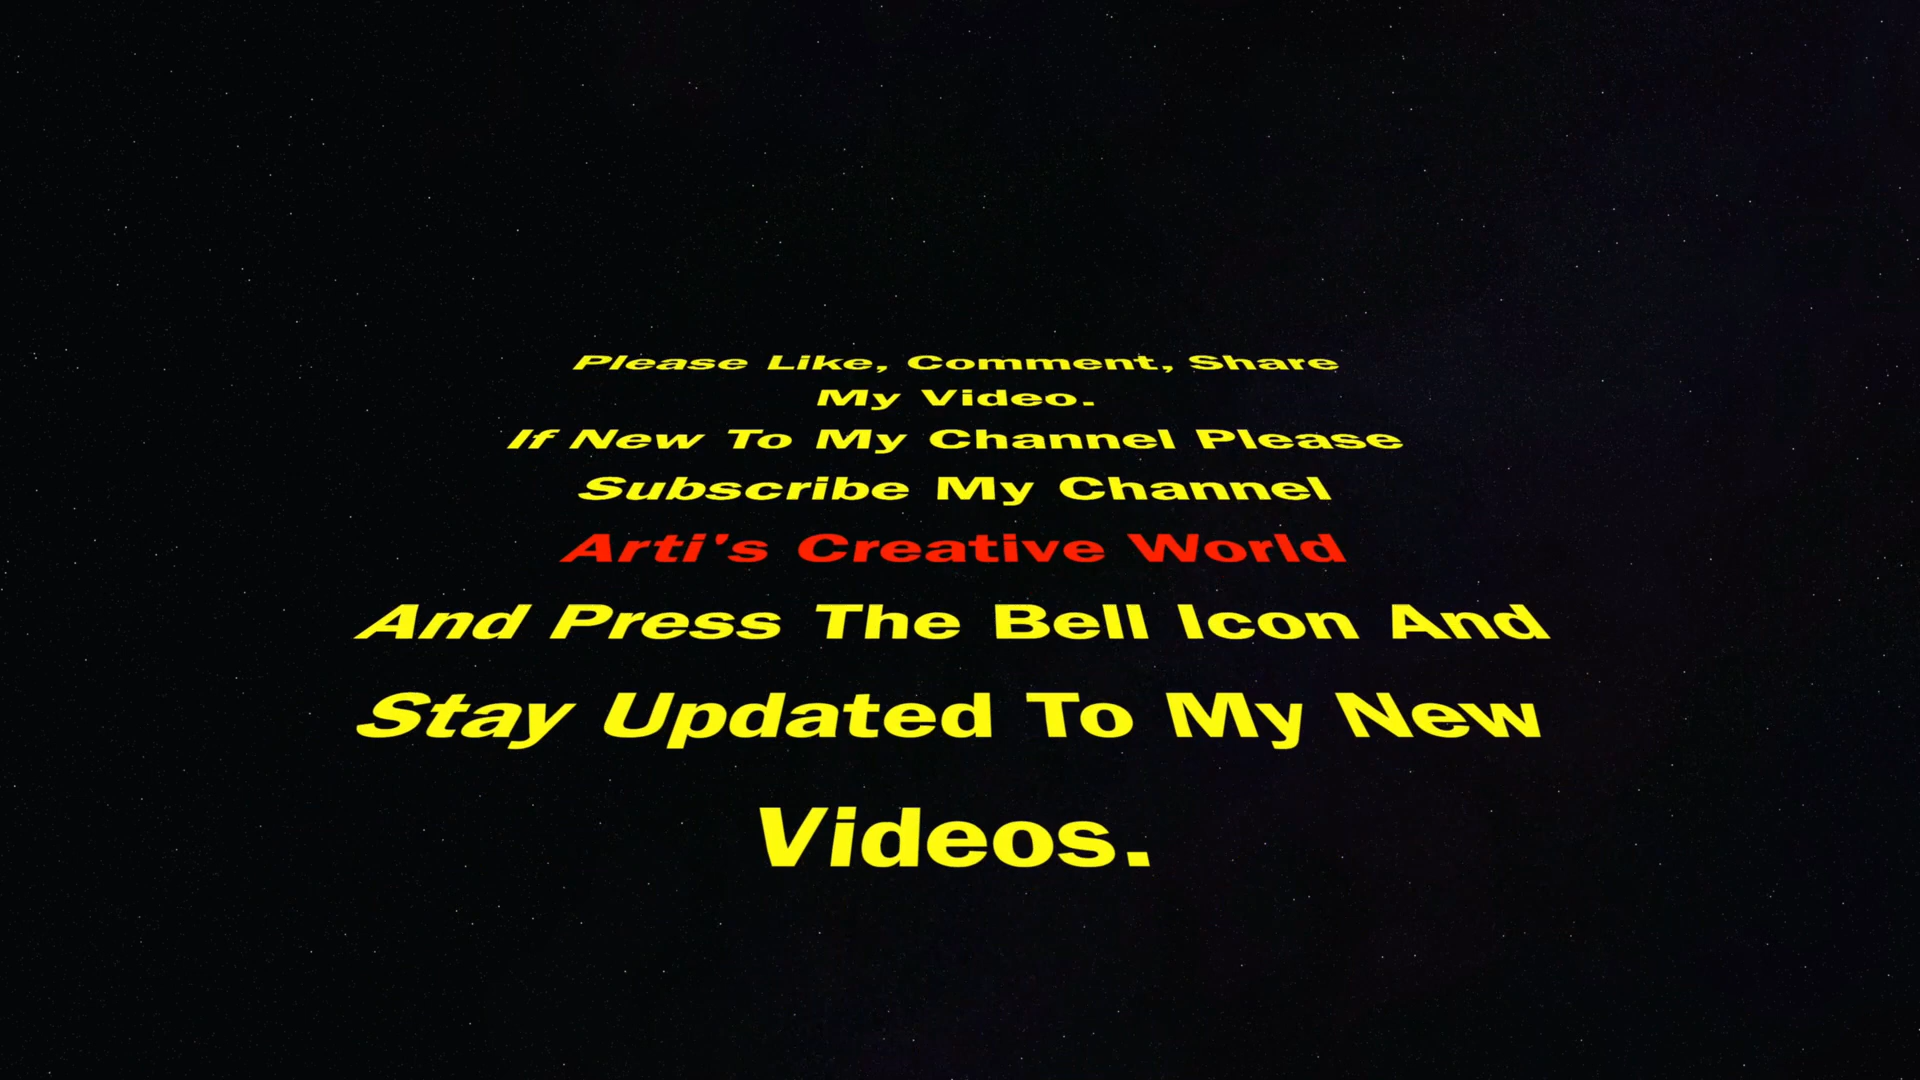 Please Like, Comment, Share
My Video.
If New To My Channel Please
Subscribe My Channel
Arti's Creative World
And Press The Bell Icon And
Stay Updated To My New
Videos.